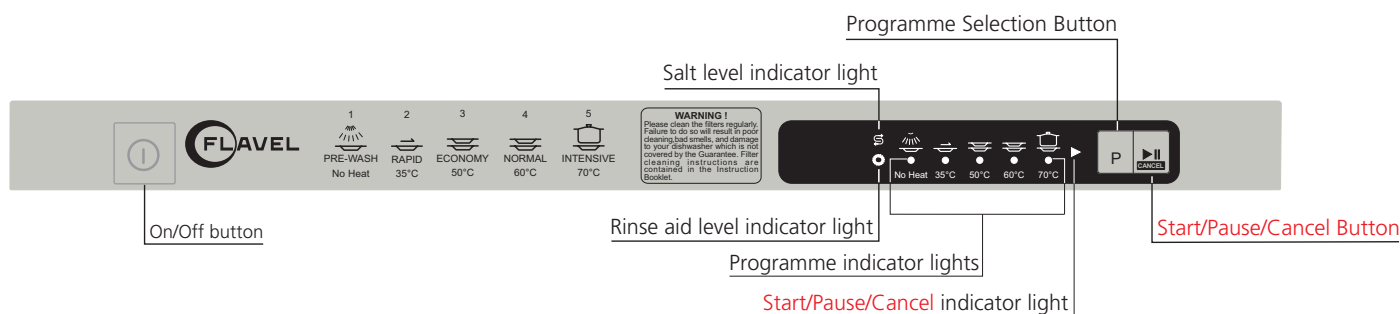 Programme Selection Button
Salt level indicator light
1 2 3 4 5
FLAVEL
PRE-WASH RAPID ECONOMY NORMAL INTENSIVE
No Heat 35°C 50°C 60°C 70°C
WARNING !
Please clean the filters regularly.
Failure to do so will result in poor
cleaning,bad smells, and damage
to your dishwasher which is not
covered by the Guarantee. Filter
cleaning instructions are
contained in the Instruction
Booklet.
No Heat 35°C 50°C 60°C 70°C
P
CANCEL
On/Off button
Rinse aid level indicator light
Start/Pause/Cancel Button
Programme indicator lights
Start/Pause/Cancel indicator light